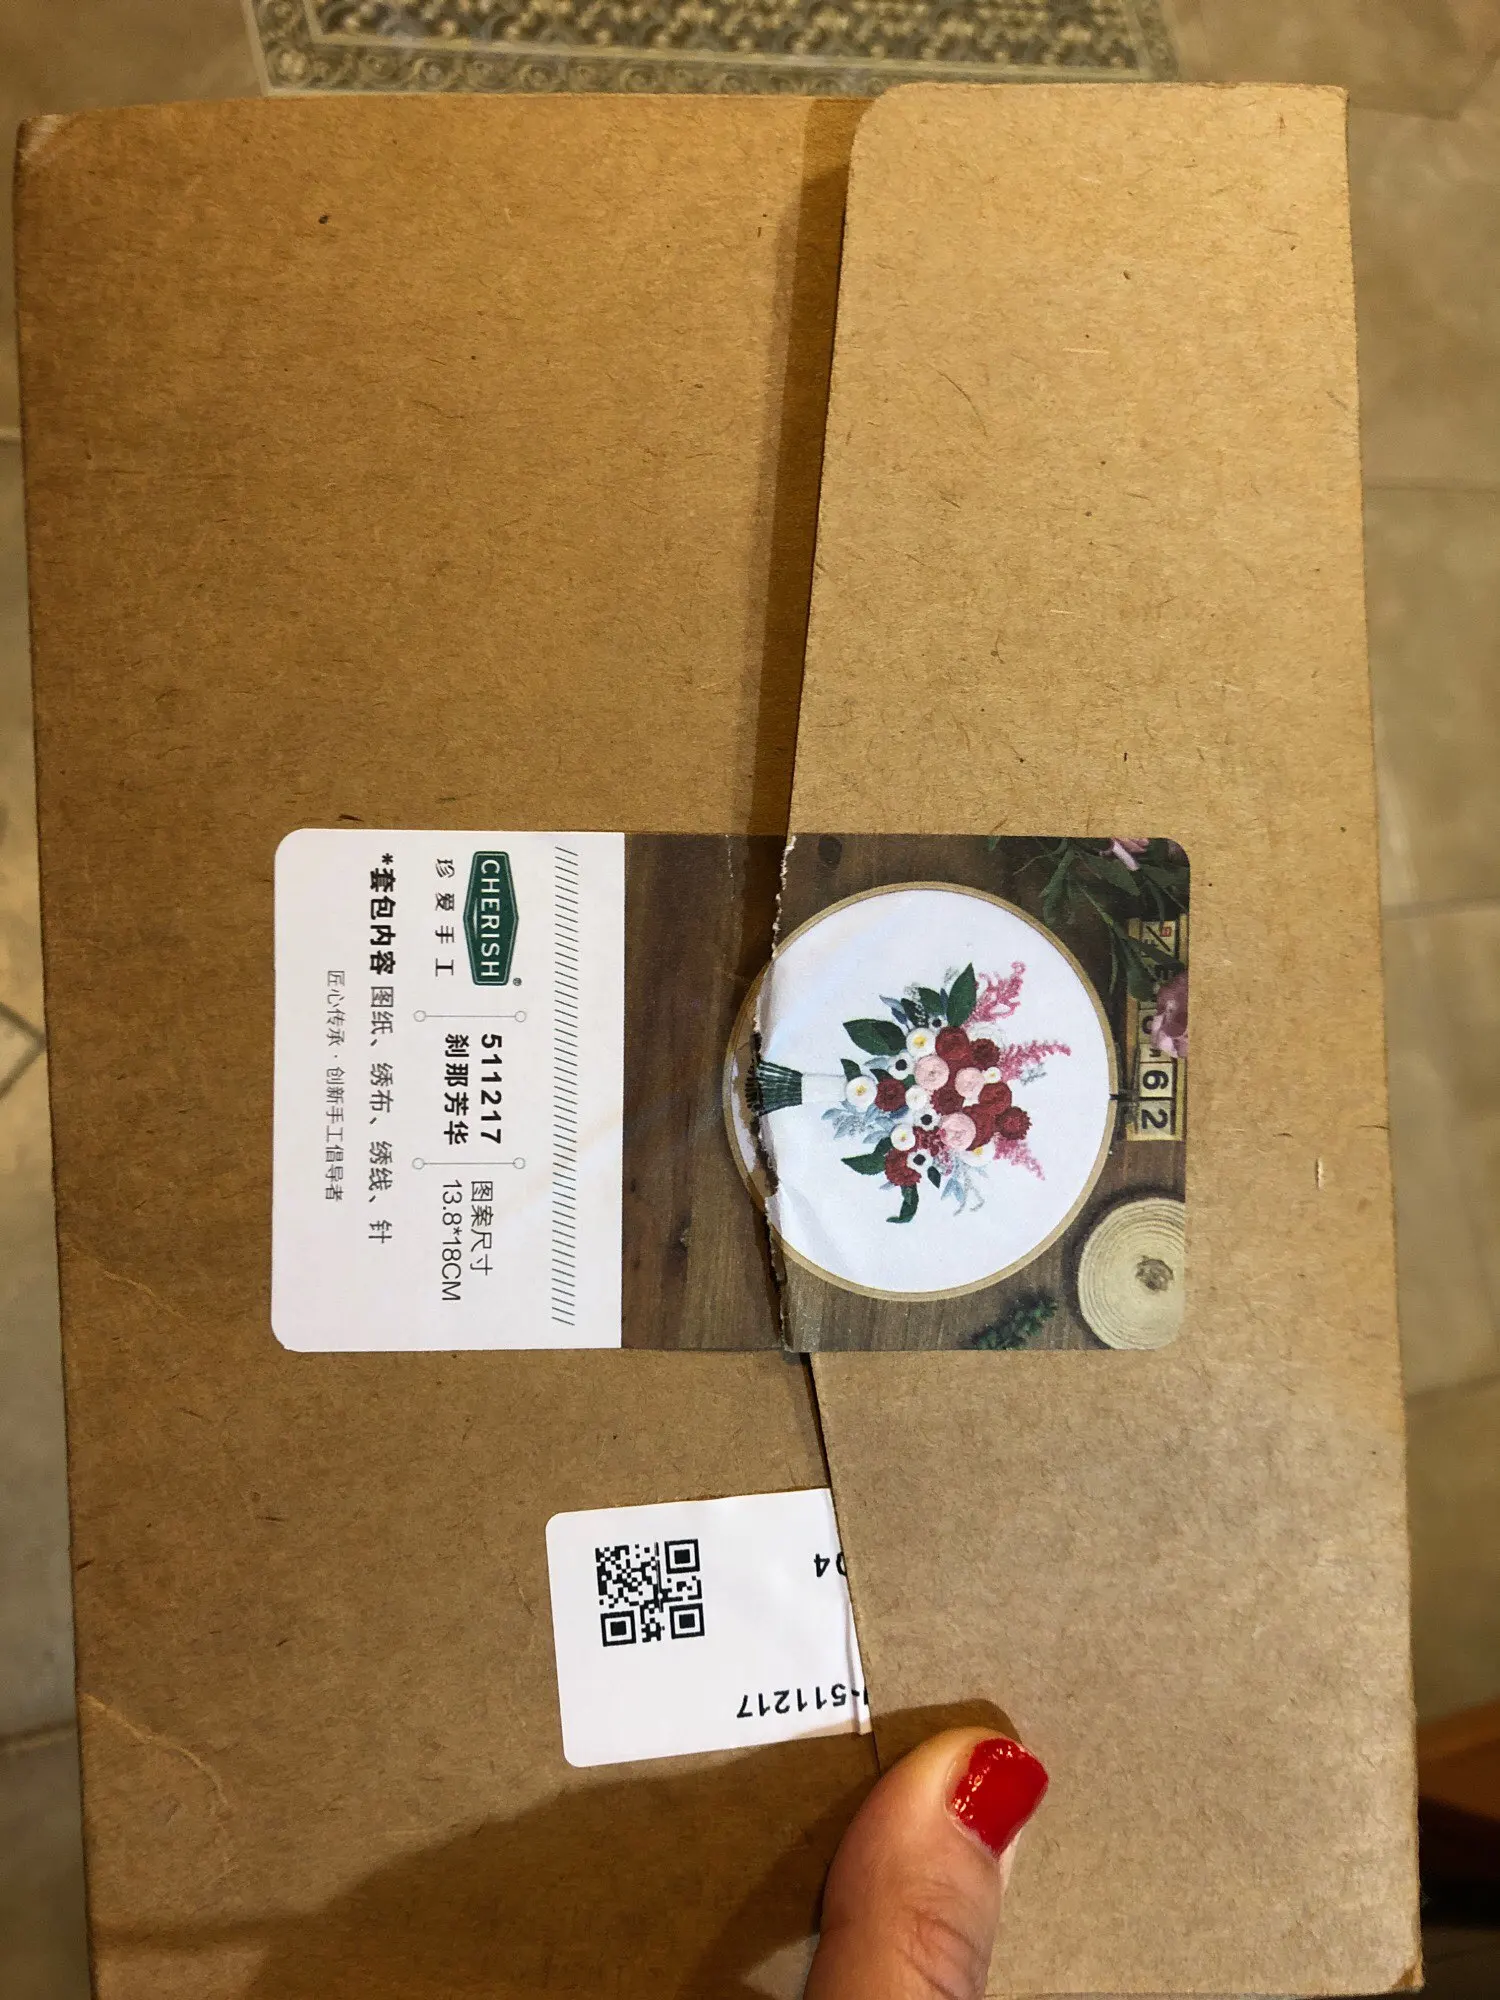 CHERISH®
珍爱手工
511217
刹那芳华
图案尺寸
13.8*18CM
*套包内容 图纸、绣布、绣线、针
匠心传承·创新手工倡导者
62
04
-511217